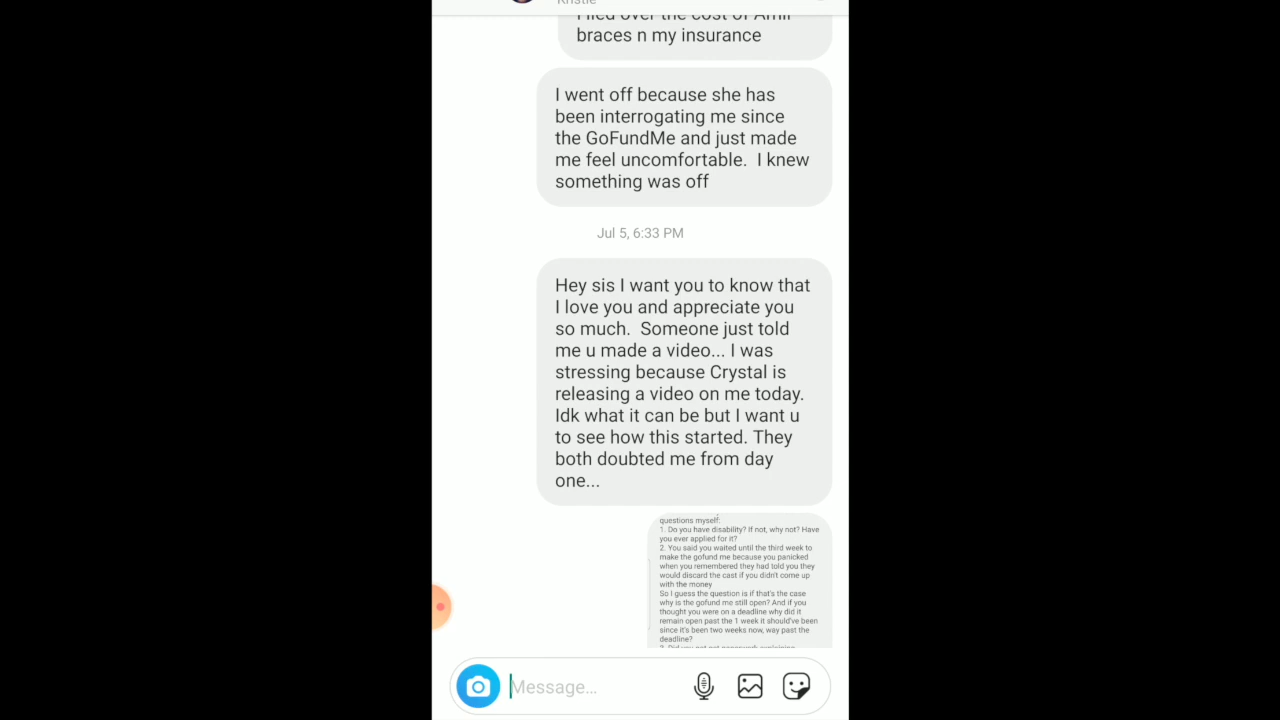 Kristie
I lied over the cost of Amir
braces n my insurance
I went off because she has
been interrogating me since
the GoFundMe and just made
me feel uncomfortable. I knew
something was off
Jul 5, 6:33 PM
Hey sis I want you to know that
I love you and appreciate you
so much. Someone just told
me u made a video... I was
stressing because Crystal is
releasing a video on me today.
Idk what it can be but I want u
to see how this started. They
both doubted me from day
one...
questions myself:
1. Do you have disability? If not, why not? Have
you ever applied for it?
2. You said you waited until the third week to
make the gofund me because you panicked
when you remembered they had told you they
would discard the cast if you didn't come up
with the money
So I guess the question is if that's the case
why is the gofund me still open? And if you
thought you were on a deadline why did it
remain open past the 1 week it should've been
since it's been two weeks now, way past the
deadline?
Message...